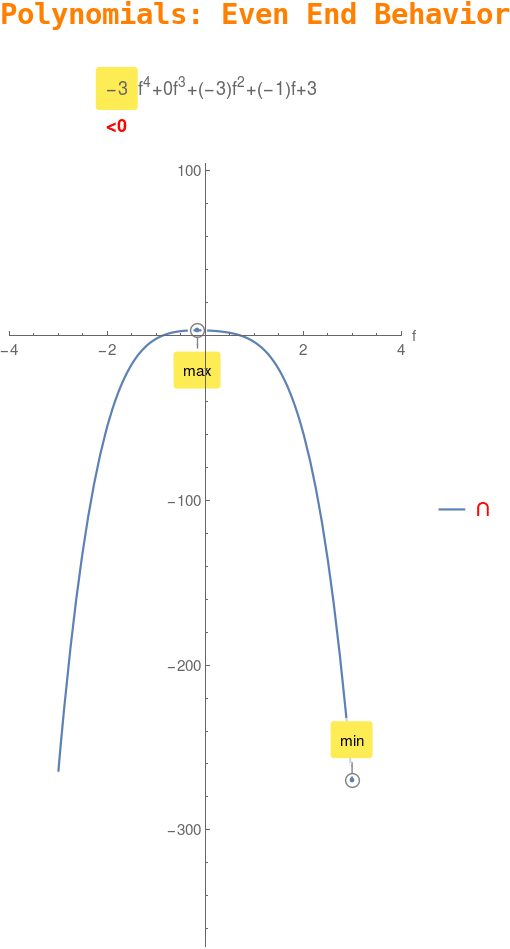 Polynomials: Even End Behavior
−3 f⁴+0f³+(−3)f²+(−1)f+3
<0
100
f
−4 −2 2 4
max
−100
∩
−200
min
−300